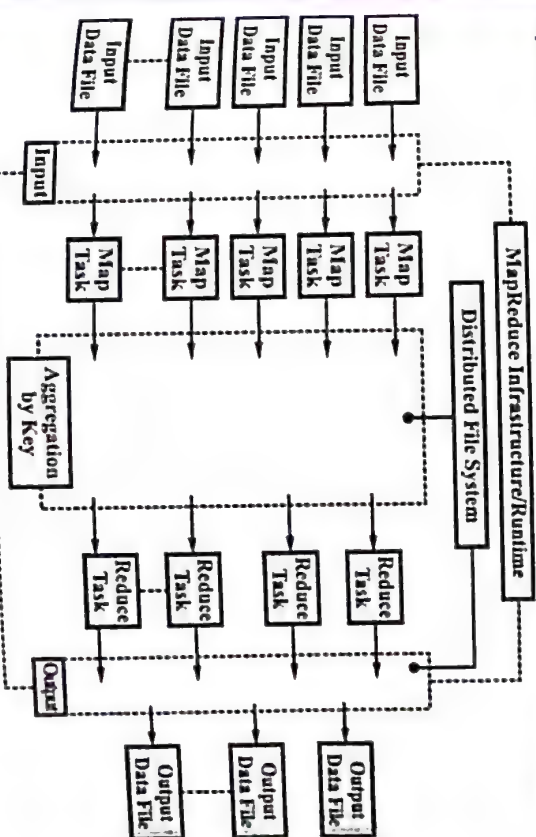 MapReduce Infrastructure/Runtime
Distributed File System
Input
Data File
Input
Data File
Input
Data File
Input
Data File
Input
Data File
Input
Map
Task
Map
Task
Map
Task
Map
Task
Map
Task
Aggregation
by Key
Reduce
Task
Reduce
Task
Reduce
Task
Reduce
Task
Output
Output
Data File
Output
Data File
Output
Data File